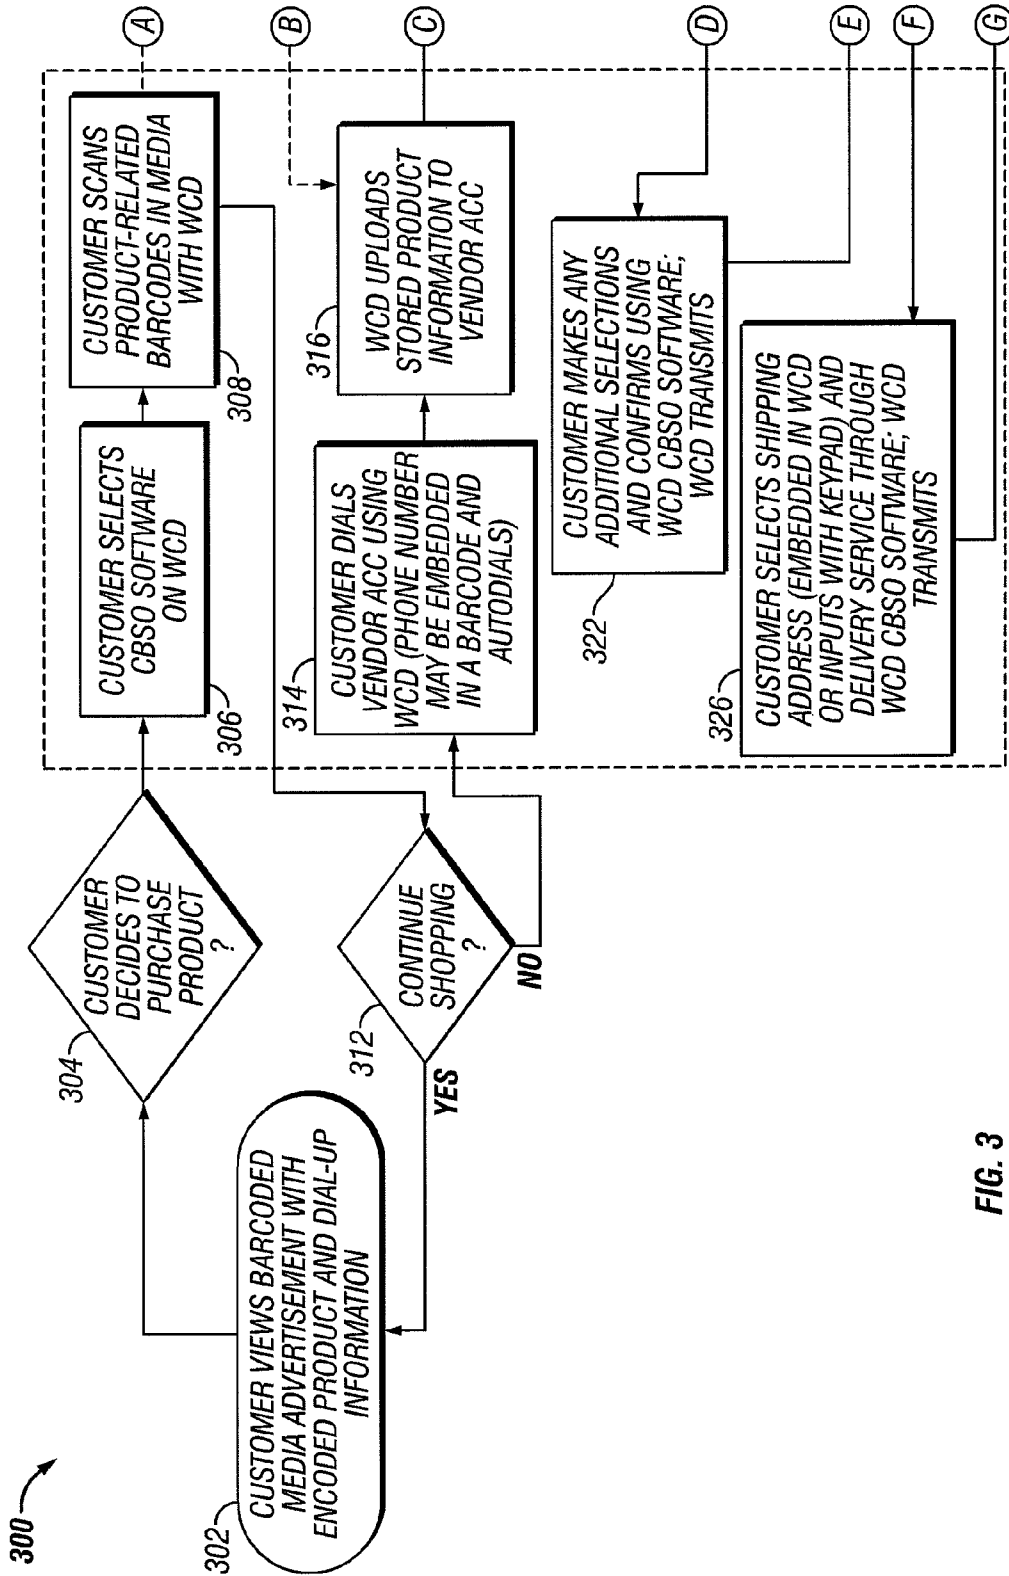 300
302
CUSTOMER VIEWS BARCODED
MEDIA ADVERTISEMENT WITH
ENCODED PRODUCT AND DIAL-UP
INFORMATION
304
CUSTOMER
DECIDES TO
PURCHASE
PRODUCT
?
306
CUSTOMER SELECTS
CBSO SOFTWARE
ON WCD
308
CUSTOMER SCANS
PRODUCT-RELATED
BARCODES IN MEDIA
WITH WCD
A
312
CONTINUE
SHOPPING
?
YES
NO
314
CUSTOMER DIALS
VENDOR ACC USING
WCD (PHONE NUMBER
MAY BE EMBEDDED
IN A BARCODE AND
AUTODIALS)
316
WCD UPLOADS
STORED PRODUCT
INFORMATION TO
VENDOR ACC
B
C
322
CUSTOMER MAKES ANY
ADDITIONAL SELECTIONS
AND CONFIRMS USING
WCD CBSO SOFTWARE;
WCD TRANSMITS
D
E
326
CUSTOMER SELECTS SHIPPING
ADDRESS (EMBEDDED IN WCD
OR INPUTS WITH KEYPAD) AND
DELIVERY SERVICE THROUGH
WCD CBSO SOFTWARE; WCD
TRANSMITS
F
G
FIG. 3